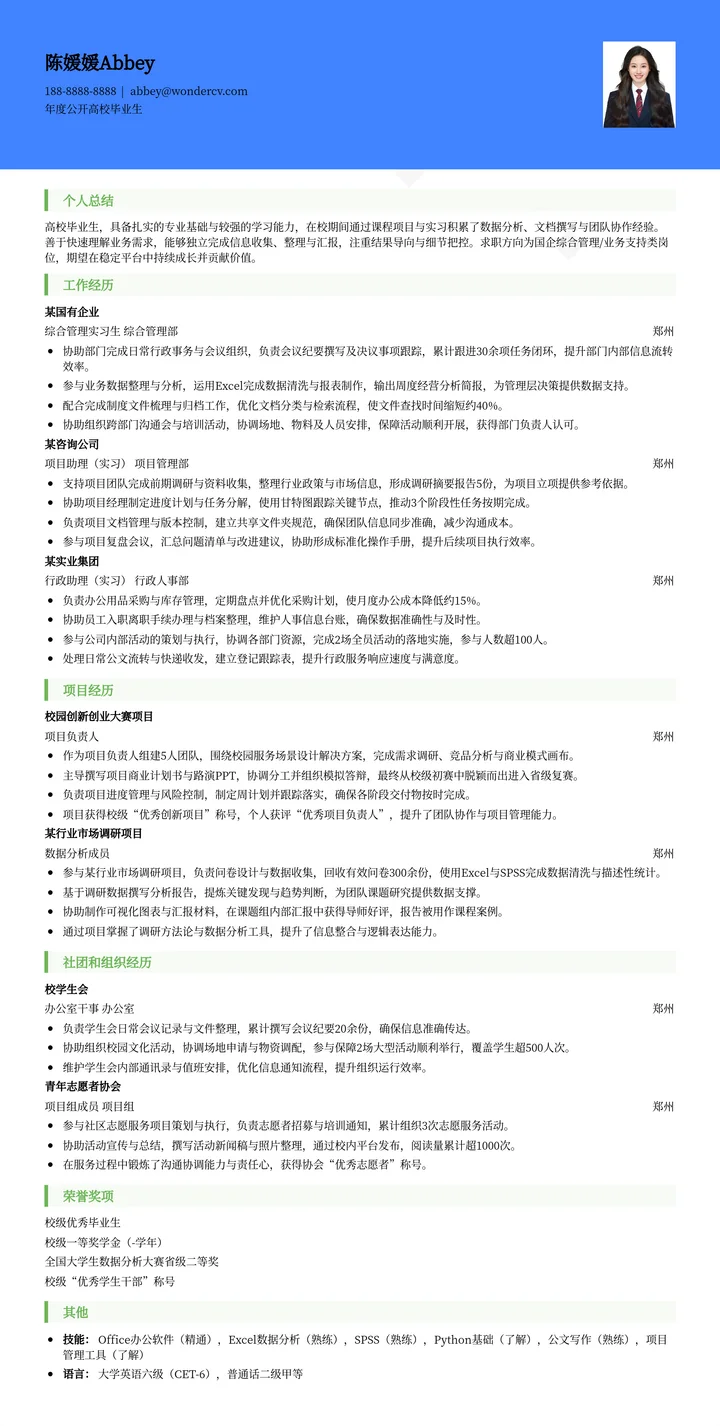 陈媛媛Abbey
188-8888-8888 | abbey@wondercv.com
年度公开高校毕业生
个人总结
高校毕业生，具备扎实的专业基础与较强的学习能力，在校期间通过课程项目与实习积累了数据分析、文档撰写与团队协作经验。
善于快速理解业务需求，能够独立完成信息收集、整理与汇报，注重结果导向与细节把控。求职方向为国企综合管理/业务支持类岗
位，期望在稳定平台中持续成长并贡献价值。
工作经历
某国有企业
综合管理实习生 综合管理部 郑州
• 协助部门完成日常行政事务与会议组织，负责会议纪要撰写及决议事项跟踪，累计跟进30余项任务闭环，提升部门内部信息流转
效率。
• 参与业务数据整理与分析，运用Excel完成数据清洗与报表制作，输出周度经营分析简报，为管理层决策提供数据支持。
• 配合完成制度文件梳理与归档工作，优化文档分类与检索流程，使文件查找时间缩短约40%。
• 协助组织跨部门沟通会与培训活动，协调场地、物料及人员安排，保障活动顺利开展，获得部门负责人认可。
某咨询公司
项目助理（实习） 项目管理部 郑州
• 支持项目团队完成前期调研与资料收集，整理行业政策与市场信息，形成调研摘要报告5份，为项目立项提供参考依据。
• 协助项目经理制定进度计划与任务分解，使用甘特图跟踪关键节点，推动3个阶段性任务按期完成。
• 负责项目文档管理与版本控制，建立共享文件夹规范，确保团队信息同步准确，减少沟通成本。
• 参与项目复盘会议，汇总问题清单与改进建议，协助形成标准化操作手册，提升后续项目执行效率。
某实业集团
行政助理（实习） 行政人事部 郑州
• 负责办公用品采购与库存管理，定期盘点并优化采购计划，使月度办公成本降低约15%。
• 协助员工入职离职手续办理与档案整理，维护人事信息台账，确保数据准确性与及时性。
• 参与公司内部活动的策划与执行，协调各部门资源，完成2场全员活动的落地实施，参与人数超100人。
• 处理日常公文流转与快递收发，建立登记跟踪表，提升行政服务响应速度与满意度。
项目经历
校园创新创业大赛项目
项目负责人 郑州
• 作为项目负责人组建5人团队，围绕校园服务场景设计解决方案，完成需求调研、竞品分析与商业模式画布。
• 主导撰写项目商业计划书与路演PPT，协调分工并组织模拟答辩，最终从校级初赛中脱颖而出进入省级复赛。
• 负责项目进度管理与风险控制，制定周计划并跟踪落实，确保各阶段交付物按时完成。
• 项目获得校级“优秀创新项目”称号，个人获评“优秀项目负责人”，提升了团队协作与项目管理能力。
某行业市场调研项目
数据分析成员 郑州
• 参与某行业市场调研项目，负责问卷设计与数据收集，回收有效问卷300余份，使用Excel与SPSS完成数据清洗与描述性统计。
• 基于调研数据撰写分析报告，提炼关键发现与趋势判断，为团队课题研究提供数据支撑。
• 协助制作可视化图表与汇报材料，在课题组内部汇报中获得导师好评，报告被用作课程案例。
• 通过项目掌握了调研方法论与数据分析工具，提升了信息整合与逻辑表达能力。
社团和组织经历
校学生会
办公室干事 办公室 郑州
• 负责学生会日常会议记录与文件整理，累计撰写会议纪要20余份，确保信息准确传达。
• 协助组织校园文化活动，协调场地申请与物资调配，参与保障2场大型活动顺利举行，覆盖学生超500人次。
• 维护学生会内部通讯录与值班安排，优化信息通知流程，提升组织运行效率。
青年志愿者协会
项目组成员 项目组 郑州
• 参与社区志愿服务项目策划与执行，负责志愿者招募与培训通知，累计组织3次志愿服务活动。
• 协助活动宣传与总结，撰写活动新闻稿与照片整理，通过校内平台发布，阅读量累计超1000次。
• 在服务过程中锻炼了沟通协调能力与责任心，获得协会“优秀志愿者”称号。
荣誉奖项
校级优秀毕业生
校级一等奖学金（-学年）
全国大学生数据分析大赛省级二等奖
校级“优秀学生干部”称号
其他
• 技能： Office办公软件（精通），Excel数据分析（熟练），SPSS（熟练），Python基础（了解），公文写作（熟练），项目
管理工具（了解）
• 语言： 大学英语六级（CET-6），普通话二级甲等